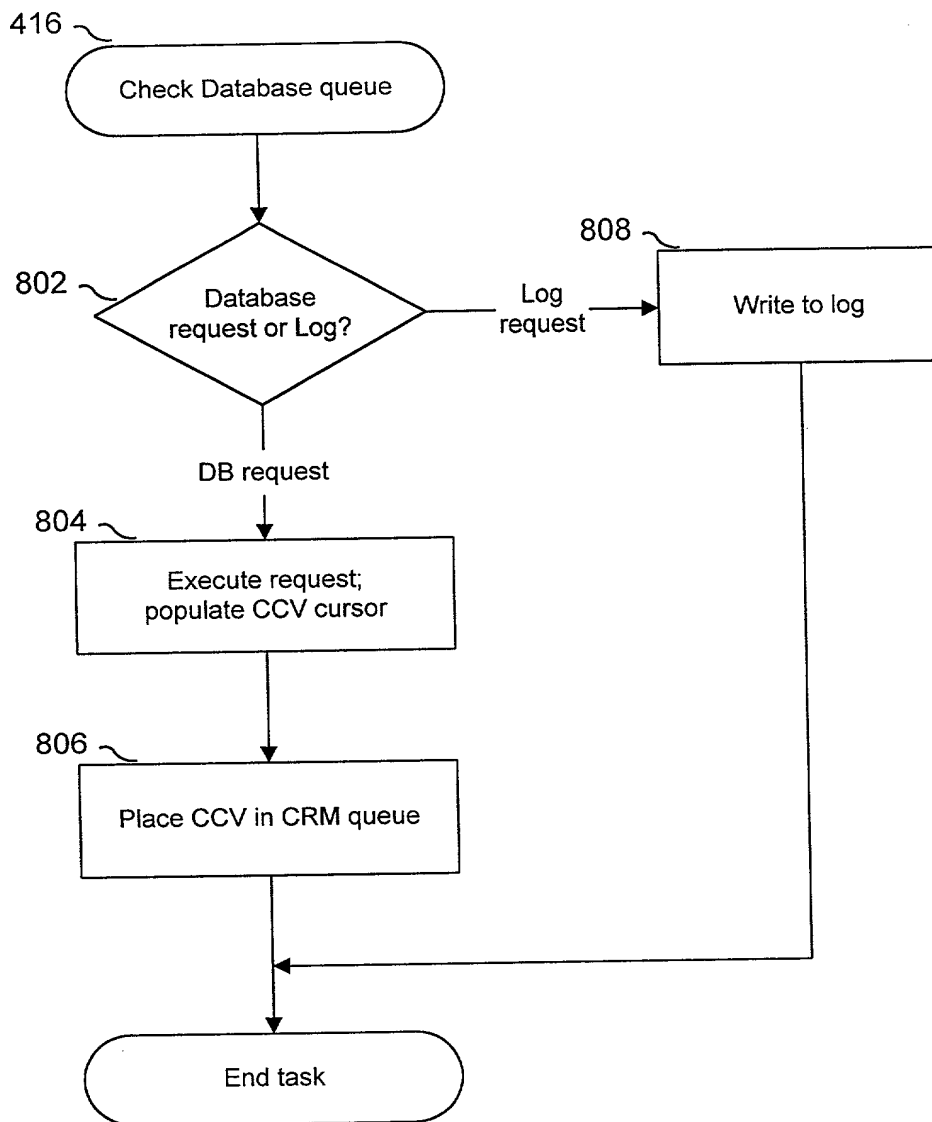 416
Check Database queue
802
Database
request or Log?
Log
request
808
Write to log
DB request
804
Execute request;
populate CCV cursor
806
Place CCV in CRM queue
End task